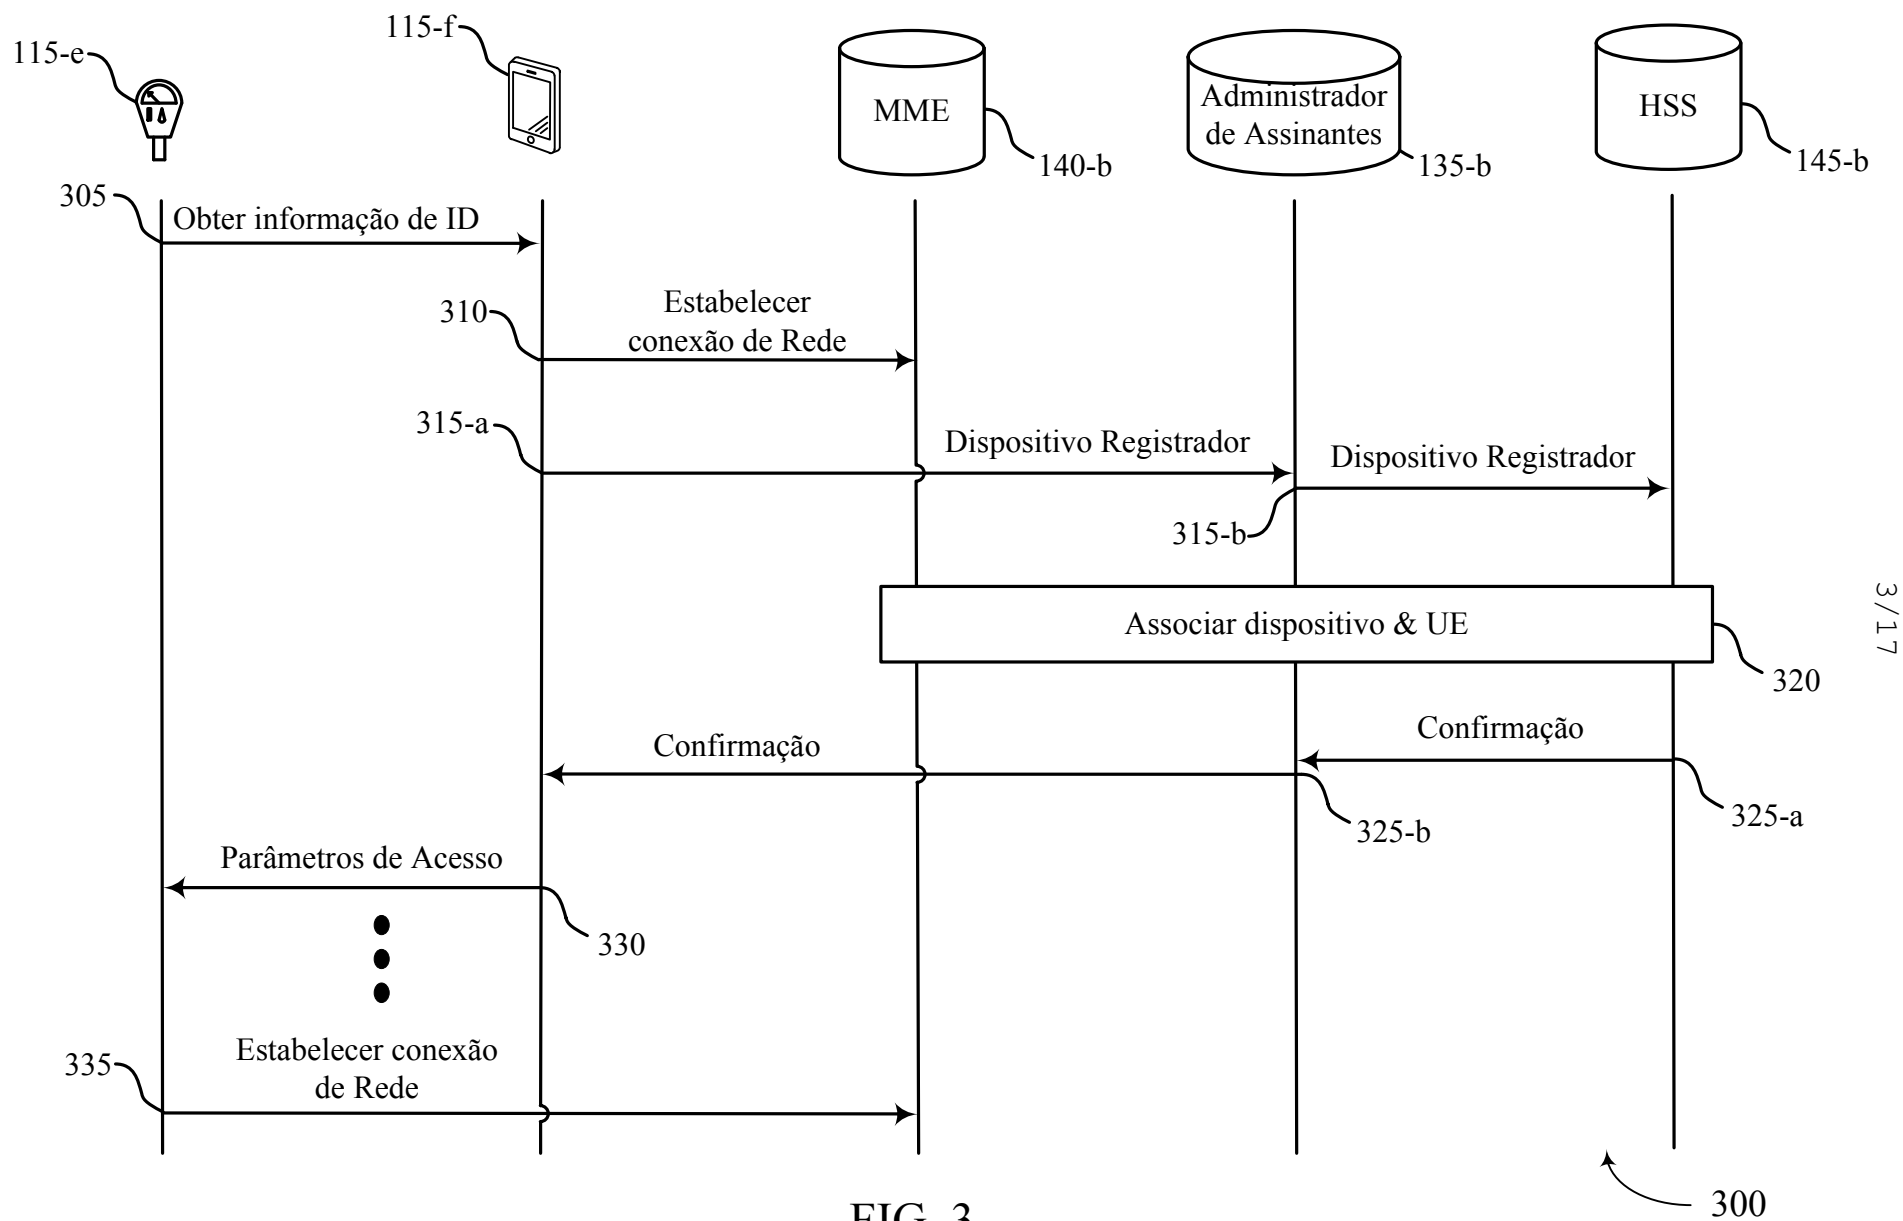 115-e
115-f
MME
140-b
Administrador
de Assinantes
135-b
HSS
145-b
305
Obter informação de ID
310
Estabelecer
conexão de Rede
315-a
Dispositivo Registrador
Dispositivo Registrador
315-b
Associar dispositivo & UE
320
3/17
Confirmação
Confirmação
325-a
325-b
Parâmetros de Acesso
330
335
Estabelecer conexão
de Rede
300
FIG. 3